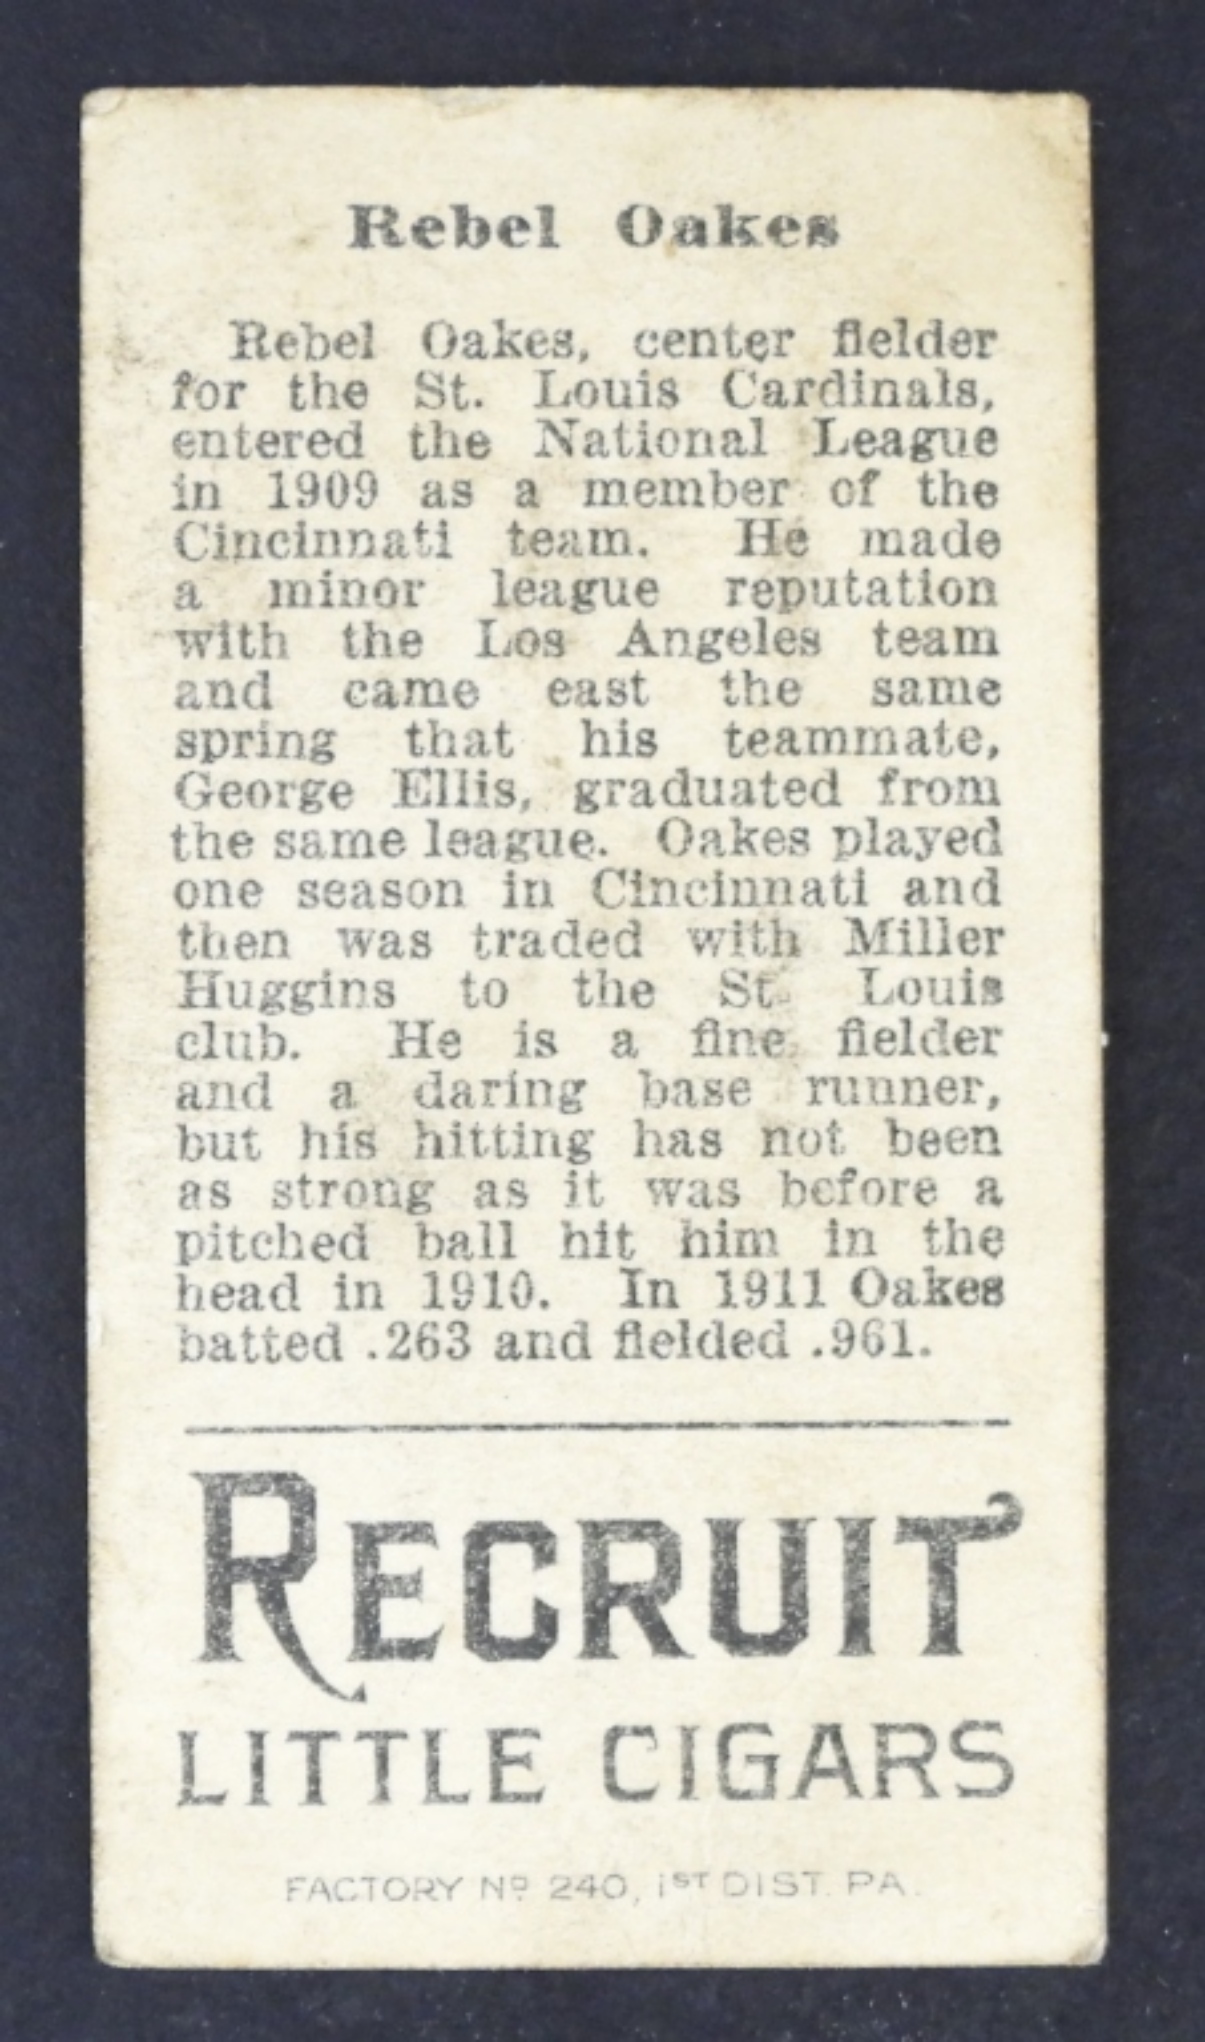 Rebel Oakes
Rebel Oakes, center fielder
for the St. Louis Cardinals,
entered the National League
in 1909 as a member of the
Cincinnati team. He made
a minor league reputation
with the Los Angeles team
and came east the same
spring that his teammate,
George Ellis, graduated from
the same league. Oakes played
one season in Cincinnati and
then was traded with Miller
Huggins to the St. Louis
club. He is a fine fielder
and a daring base runner,
but his hitting has not been
as strong as it was before a
pitched ball hit him in the
head in 1910. In 1911 Oakes
batted .263 and fielded .961.
RECRUIT
LITTLE CIGARS
FACTORY Nº 240, 1ST DIST. PA.